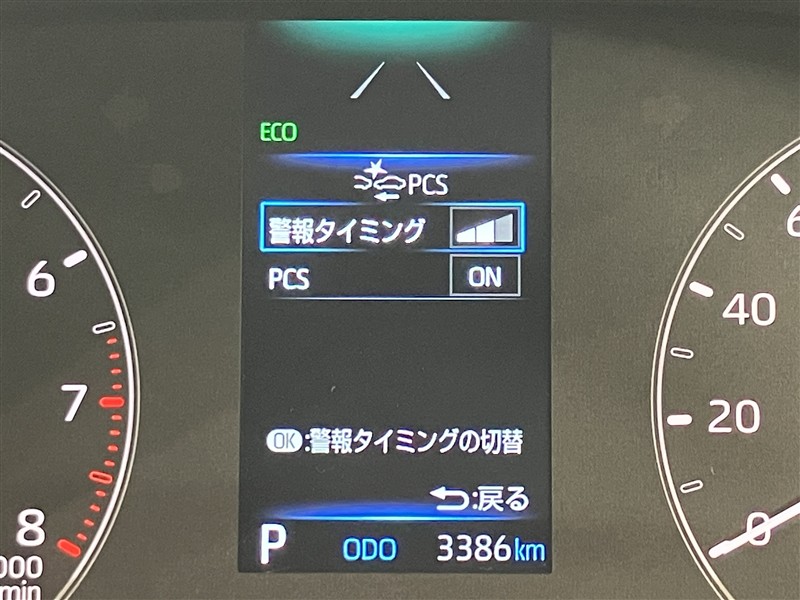 ECO
PCS
警報タイミング
PCS ON
OK:警報タイミングの切替
:戻る
P ODO 3386km
6
7
8
000
/min
40
20
0